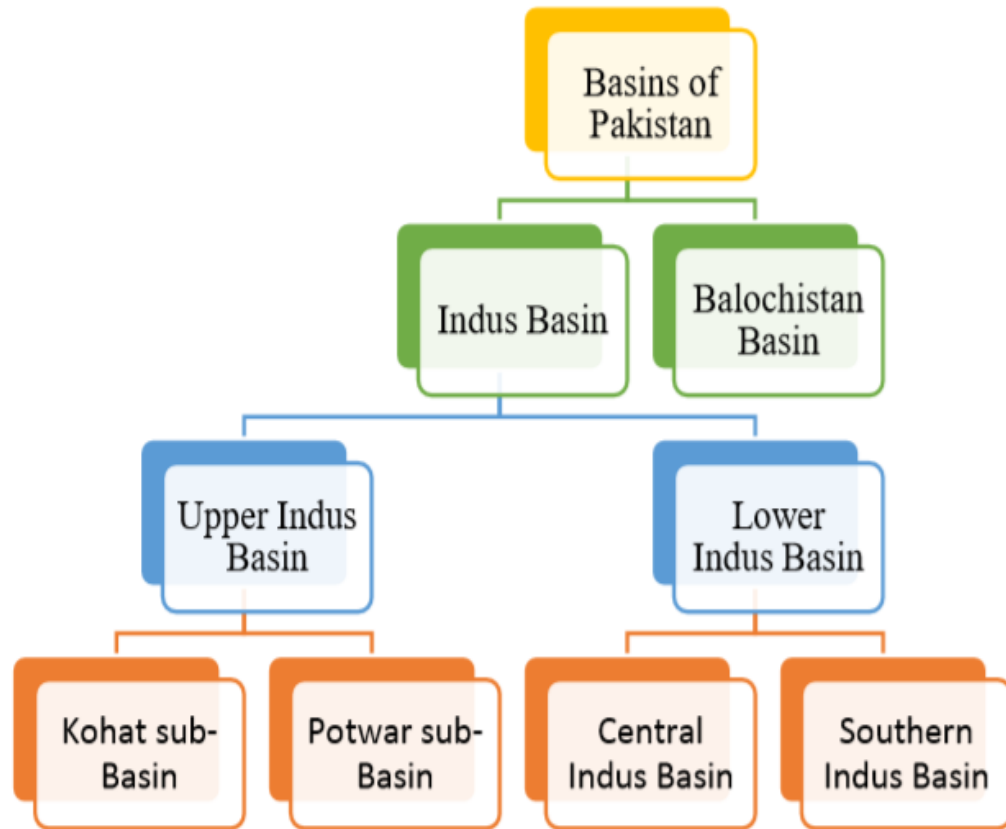 Basins of
Pakistan
Indus Basin
Balochistan
Basin
Upper Indus
Basin
Lower
Indus Basin
Kohat sub-
Basin
Potwar sub-
Basin
Central
Indus Basin
Southern
Indus Basin